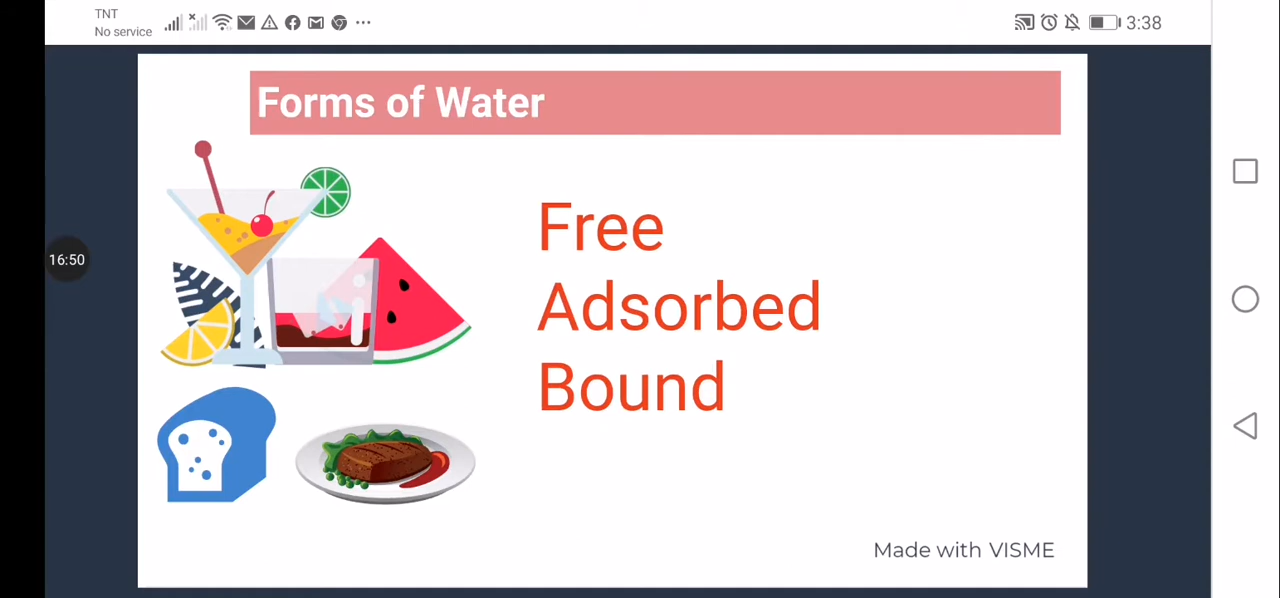 TNT
No service
3:38
Forms of Water
16:50
Free
Adsorbed
Bound
Made with VISME